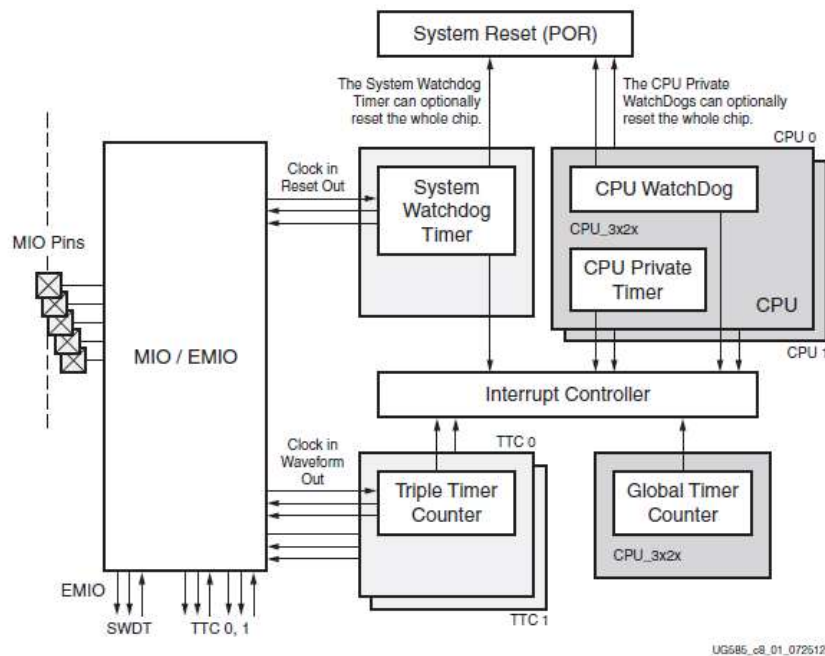 System Reset (POR)
The System Watchdog
Timer can optionally
reset the whole chip.
The CPU Private
WatchDogs can optionally
reset the whole chip.
CPU 0
Clock in
Reset Out
System
Watchdog
Timer
CPU WatchDog
CPU_3x2x
CPU Private
Timer
CPU
CPU 1
MIO Pins
MIO / EMIO
Interrupt Controller
Clock in
Waveform
Out
TTC 0
Triple Timer
Counter
TTC 1
Global Timer
Counter
CPU_3x2x
EMIO
SWDT
TTC 0, 1
UG585_c8_01_072512